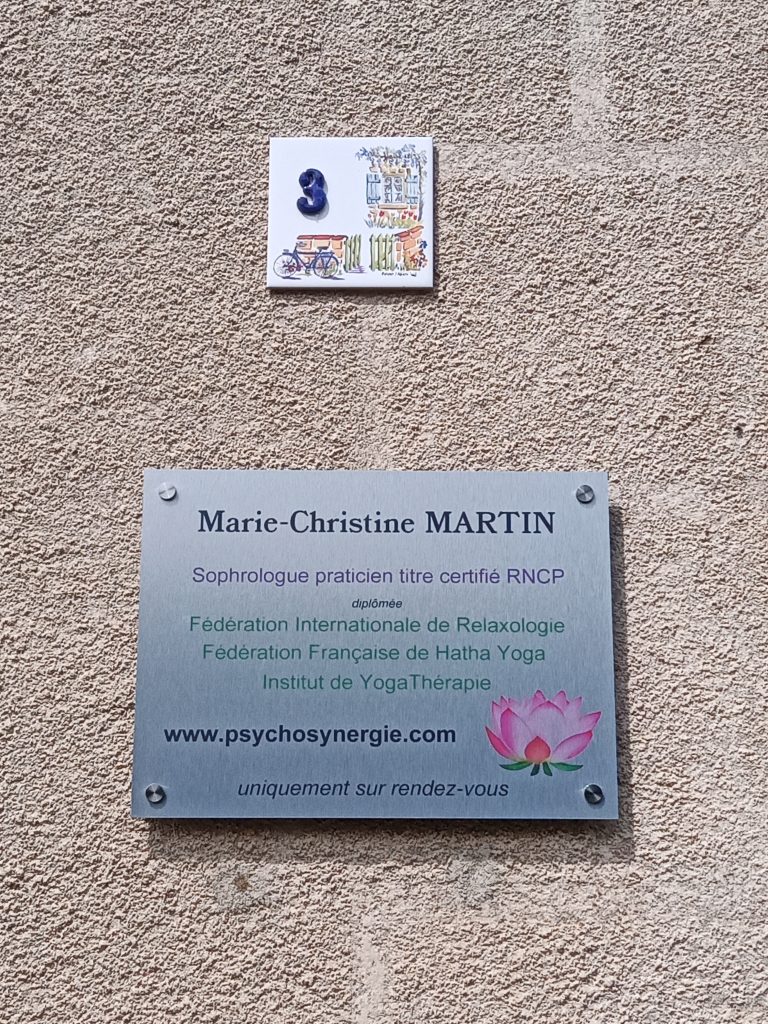 3
Marie-Christine MARTIN
Sophrologue praticien titre certifié RNCP
diplômée
Fédération Internationale de Relaxologie
Fédération Française de Hatha Yoga
Institut de YogaThérapie
www.psychosynergie.com
uniquement sur rendez-vous